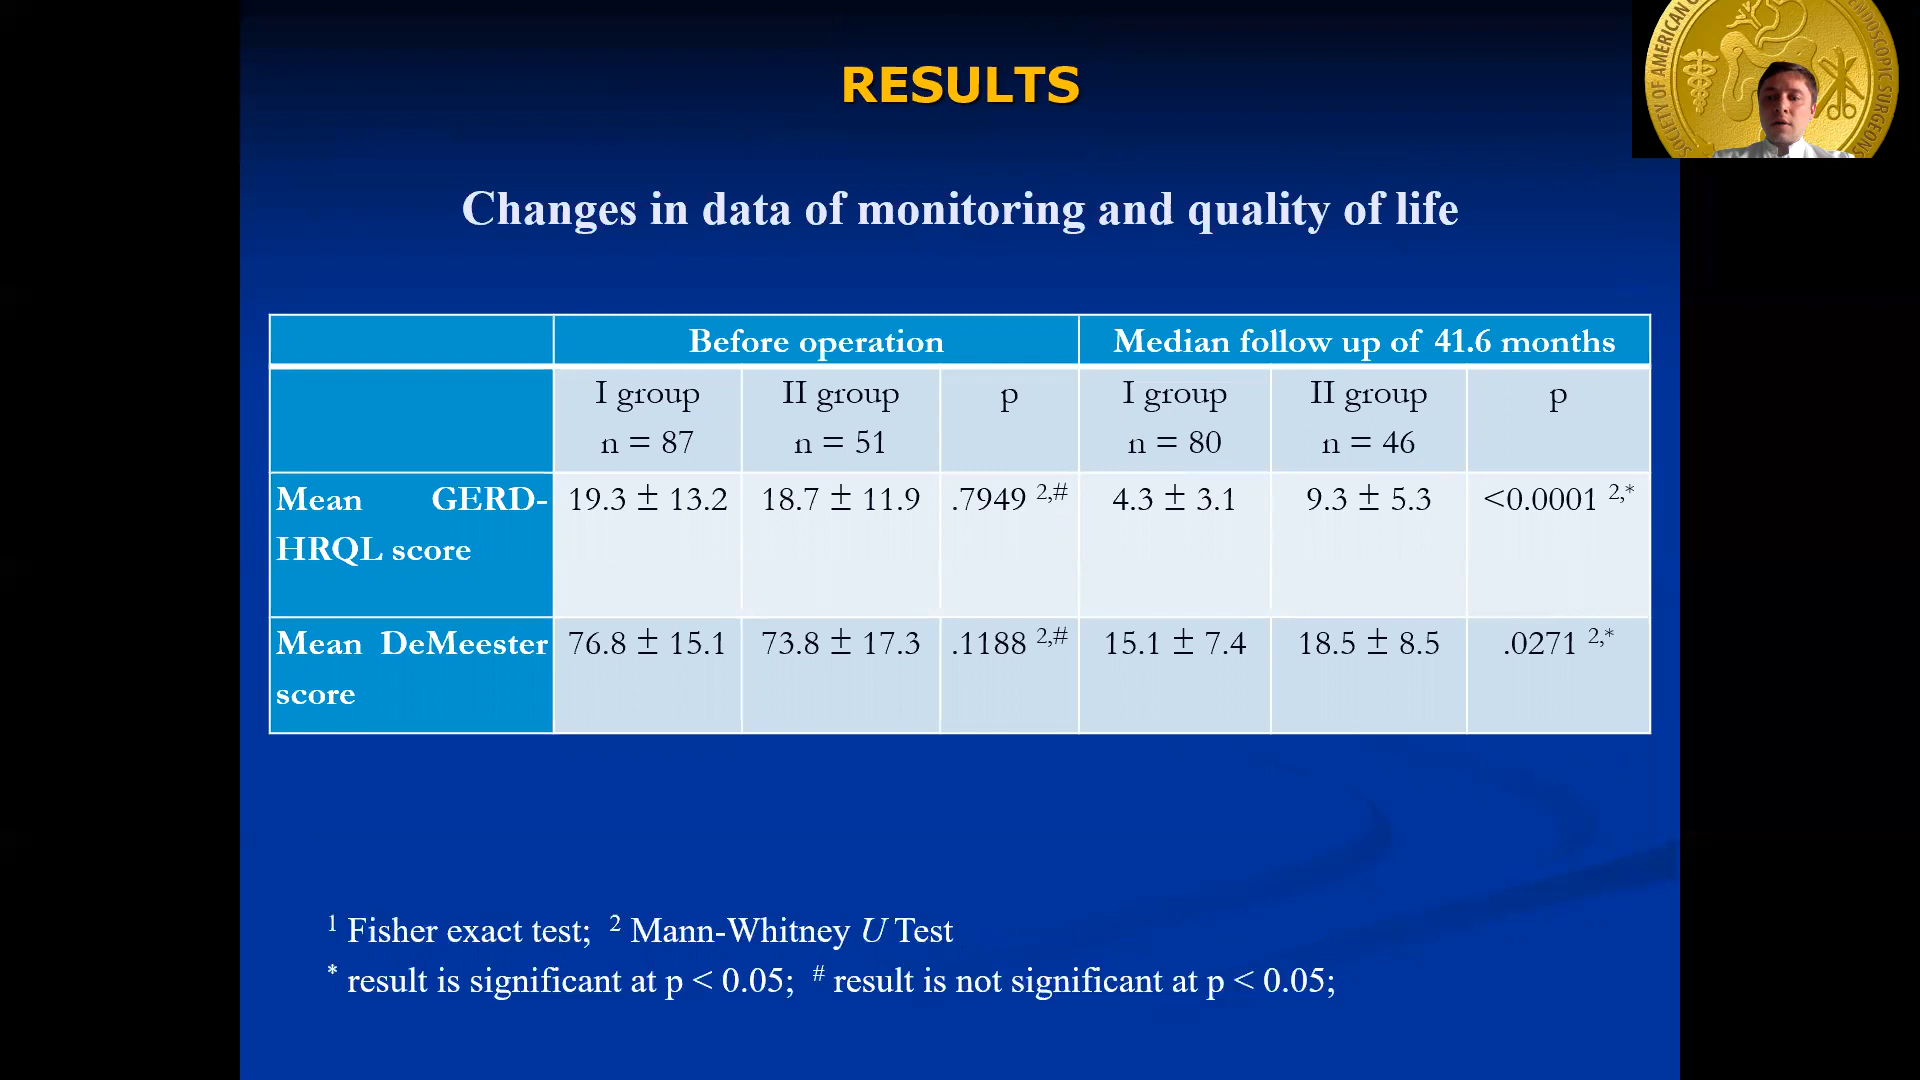 RESULTS
SOCIETY OF AMERICAN G
ENDOSCOPIC SURGEONS
Changes in data of monitoring and quality of life
Before operation Median follow up of 41.6 months
I group II group p I group II group p
n = 87 n = 51 n = 80 n = 46
Mean GERD- 19.3 ± 13.2 18.7 ± 11.9 .7949 2,# 4.3 ± 3.1 9.3 ± 5.3 <0.0001 2,*
HRQL score
Mean DeMeester 76.8 ± 15.1 73.8 ± 17.3 .1188 2,# 15.1 ± 7.4 18.5 ± 8.5 .0271 2,*
score
1 Fisher exact test; 2 Mann-Whitney U Test
* result is significant at p < 0.05; # result is not significant at p < 0.05;